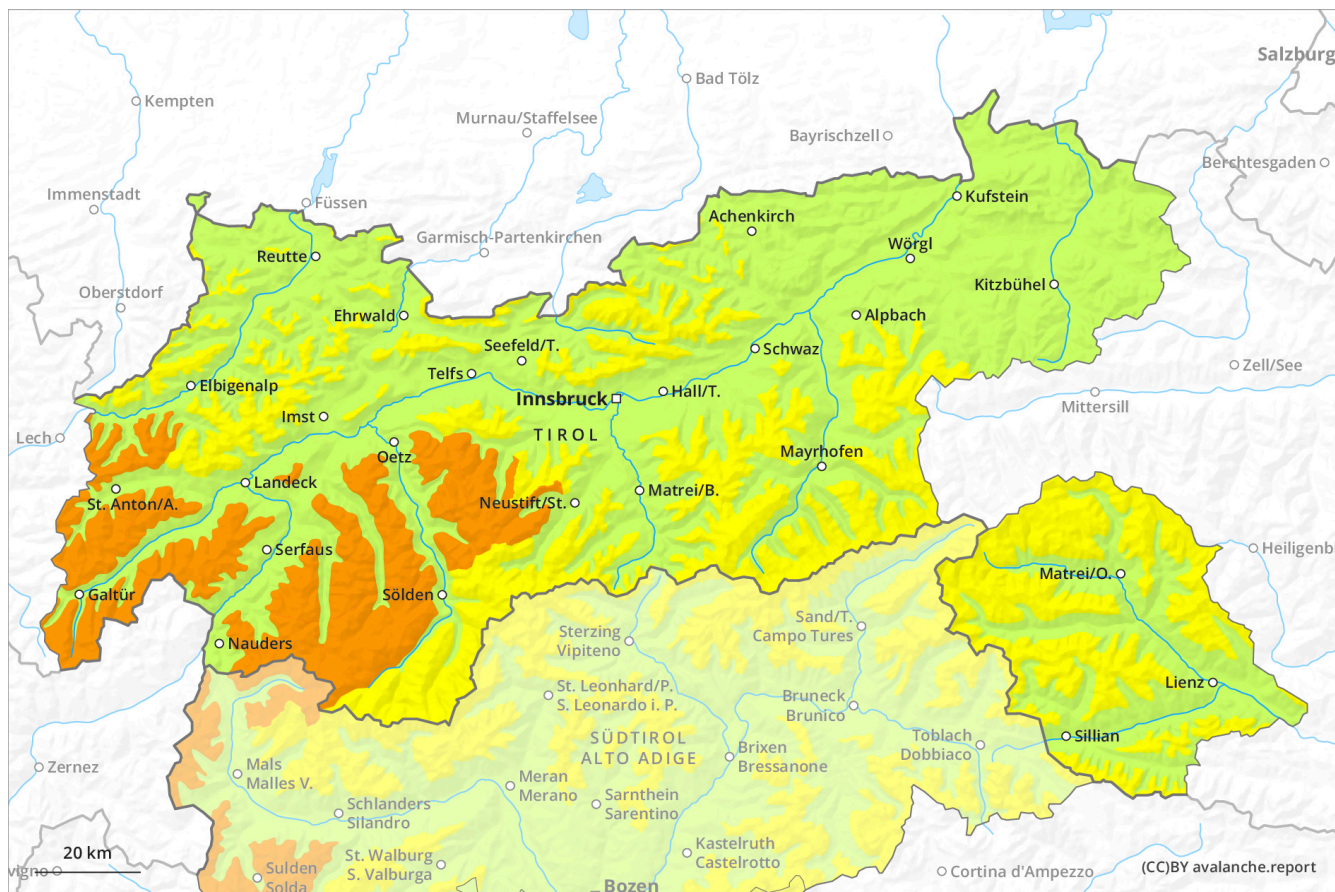 Salzburg
Bad Tölz
Kempten
Murnau/Staffelsee
Bayrischzell
Berchtesgaden
Immenstadt
Füssen
Kufstein
Achenkirch
Garmisch-Partenkirchen
Wörgl
Reutte
Kitzbühel
Oberstdorf
Ehrwald
Alpbach
Seefeld/T.
Schwaz
Zell/See
Telfs
Elbigenalp
Innsbruck
Hall/T.
Mittersill
Imst
Lech
TIROL
Oetz
Mayrhofen
Landeck
Matrei/B.
St. Anton/A.
Neustift/St.
Serfaus
Heiligenb
Matrei/O.
Galtür
Sölden
Sand/T.
Campo Tures
Sterzing
Vipiteno
Nauders
Lienz
St. Leonhard/P.
S. Leonardo i. P.
Bruneck
Brunico
Sillian
Toblach
Dobbiaco
SÜDTIROL
ALTO ADIGE
Brixen
Bressanone
Zernez
Mals
Malles V.
Meran
Merano
Sarnthein
Sarentino
Schlanders
Silandro
Kastelruth
Castelrotto
20 km
St. Walburg
S. Valburga
vigno
Sulden
Solda
Cortina d'Ampezzo
(CC)BY avalanche.report
Bozen